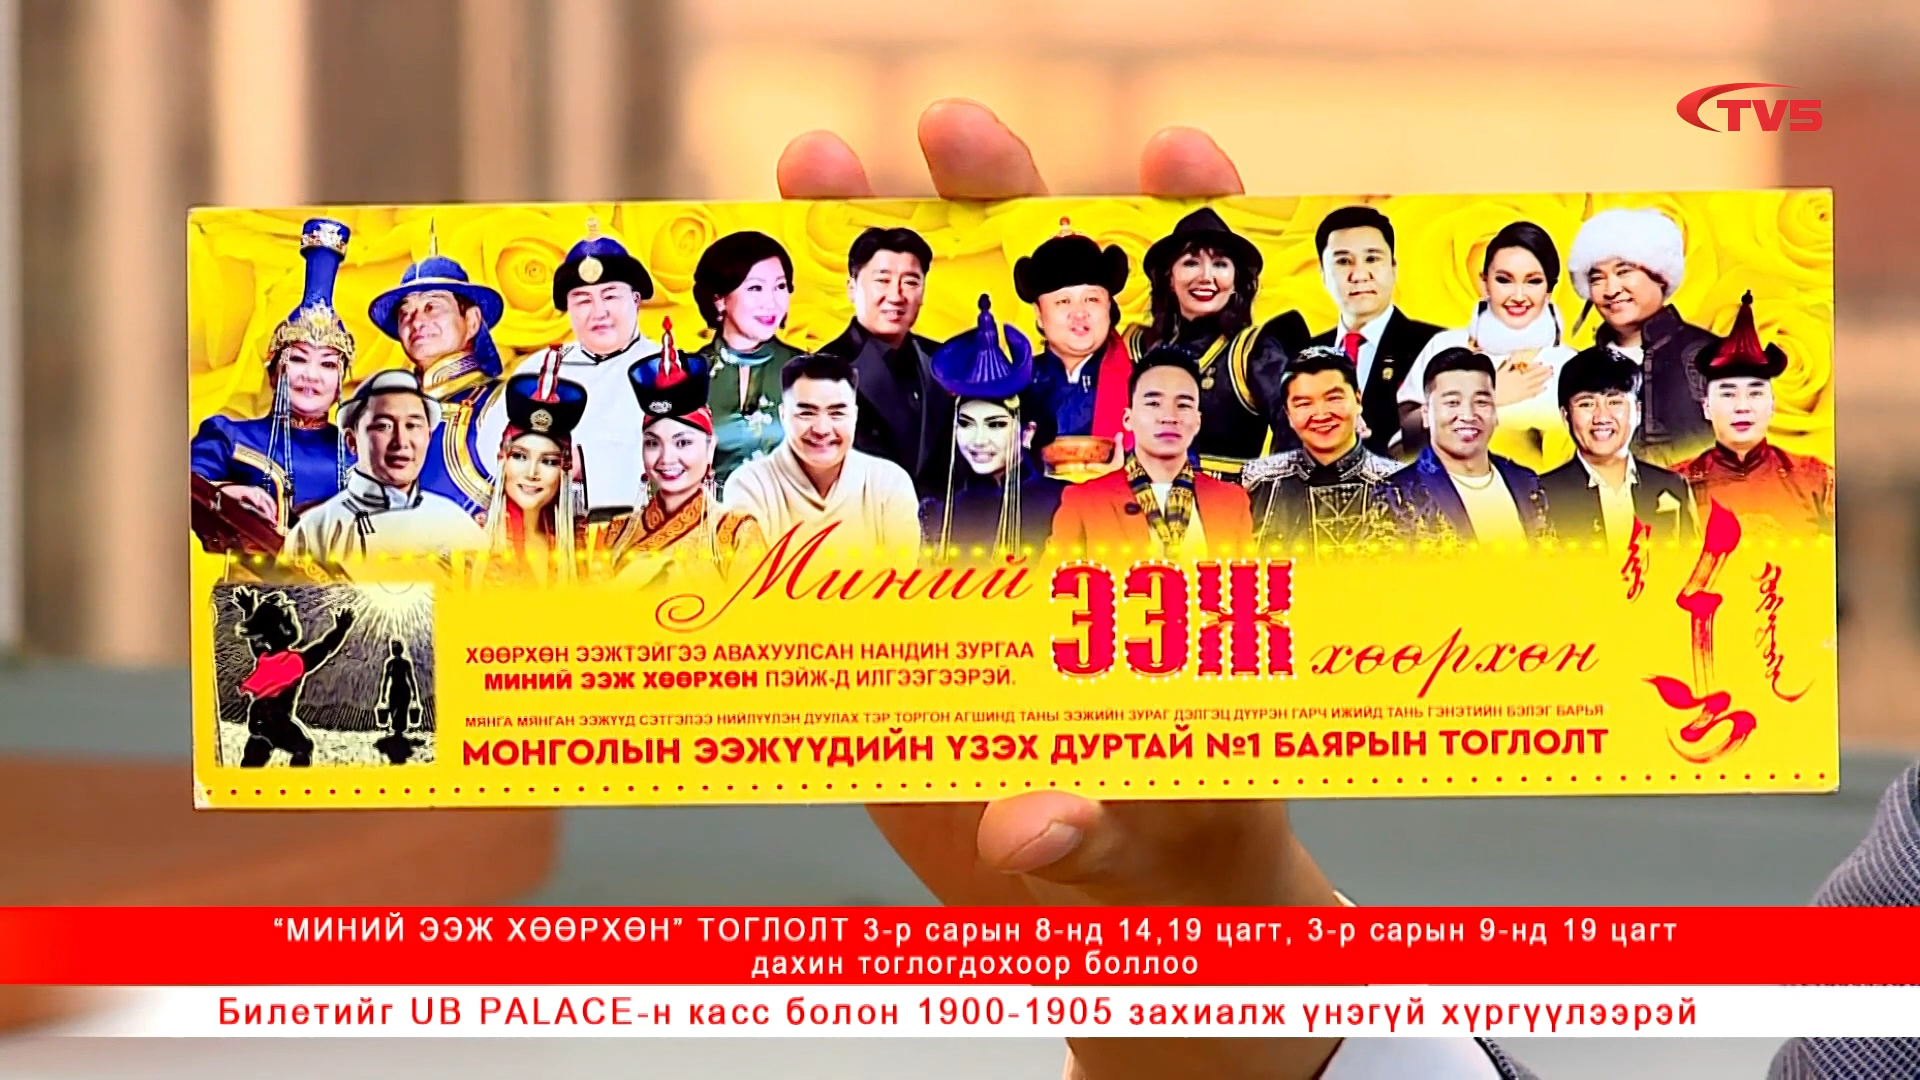 TV5
Миний ЭЭЖ хөөрхөн
ХӨӨРХӨН ЭЭЖТЭЙГЭЭ АВАХУУЛСАН НАНДИН ЗУРГАА
МИНИЙ ЭЭЖ ХӨӨРХӨН ПЭЙЖ-Д ИЛГЭЭГЭЭРЭЙ.
МЯНГА МЯНГАН ЭЭЖҮҮД СЭТГЭЛЭЭ НИЙЛҮҮЛЭН ДУУЛАХ ТЭР ТОРГОН АГШИНД ТАНЫ ЭЭЖИЙН ЗУРАГ ДЭЛГЭЦ ДҮҮРЭН ГАРЧ ИЖИЙД ТАНЬ ГЭНЭТИЙН БЭЛЭГ БАРЬЯ
МОНГОЛЫН ЭЭЖҮҮДИЙН ҮЗЭХ ДУРТАЙ №1 БАЯРЫН ТОГЛОЛТ
“МИНИЙ ЭЭЖ ХӨӨРХӨН” ТОГЛОЛТ 3-р сарын 8-нд 14,19 цагт, 3-р сарын 9-нд 19 цагт
дахин тоглогдохоор боллоо
Билетийг UB PALACE-н касс болон 1900-1905 захиалж үнэгүй хүргүүлээрэй